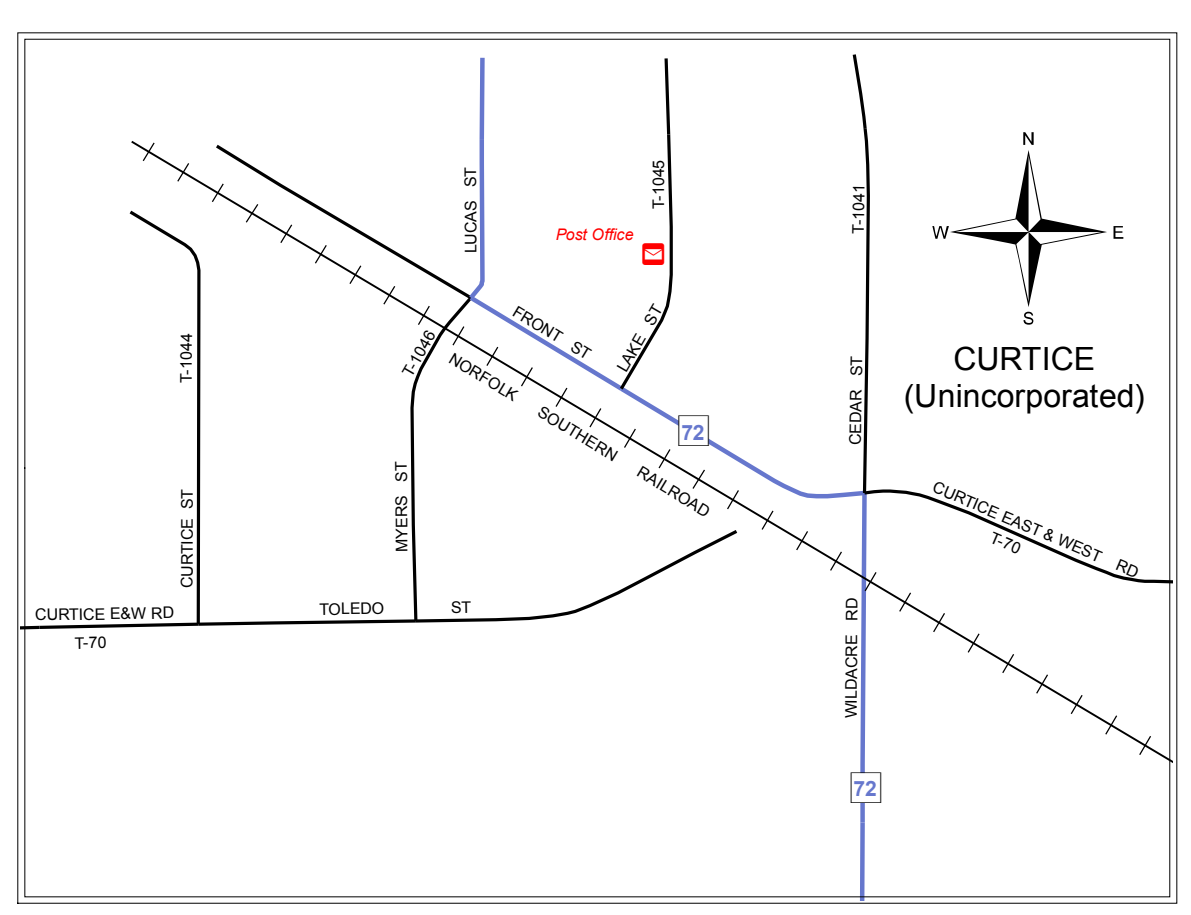 N
W
E
S
CURTICE
(Unincorporated)
LUCAS ST
T-1045
T-1041
Post Office
FRONT ST
LAKE ST
T-1044
T-1046
NORFOLK SOUTHERN RAILROAD
72
CEDAR ST
CURTICE ST
MYERS ST
CURTICE EAST & WEST RD
T-70
CURTICE E&W RD
TOLEDO ST
T-70
WILDACRE RD
72